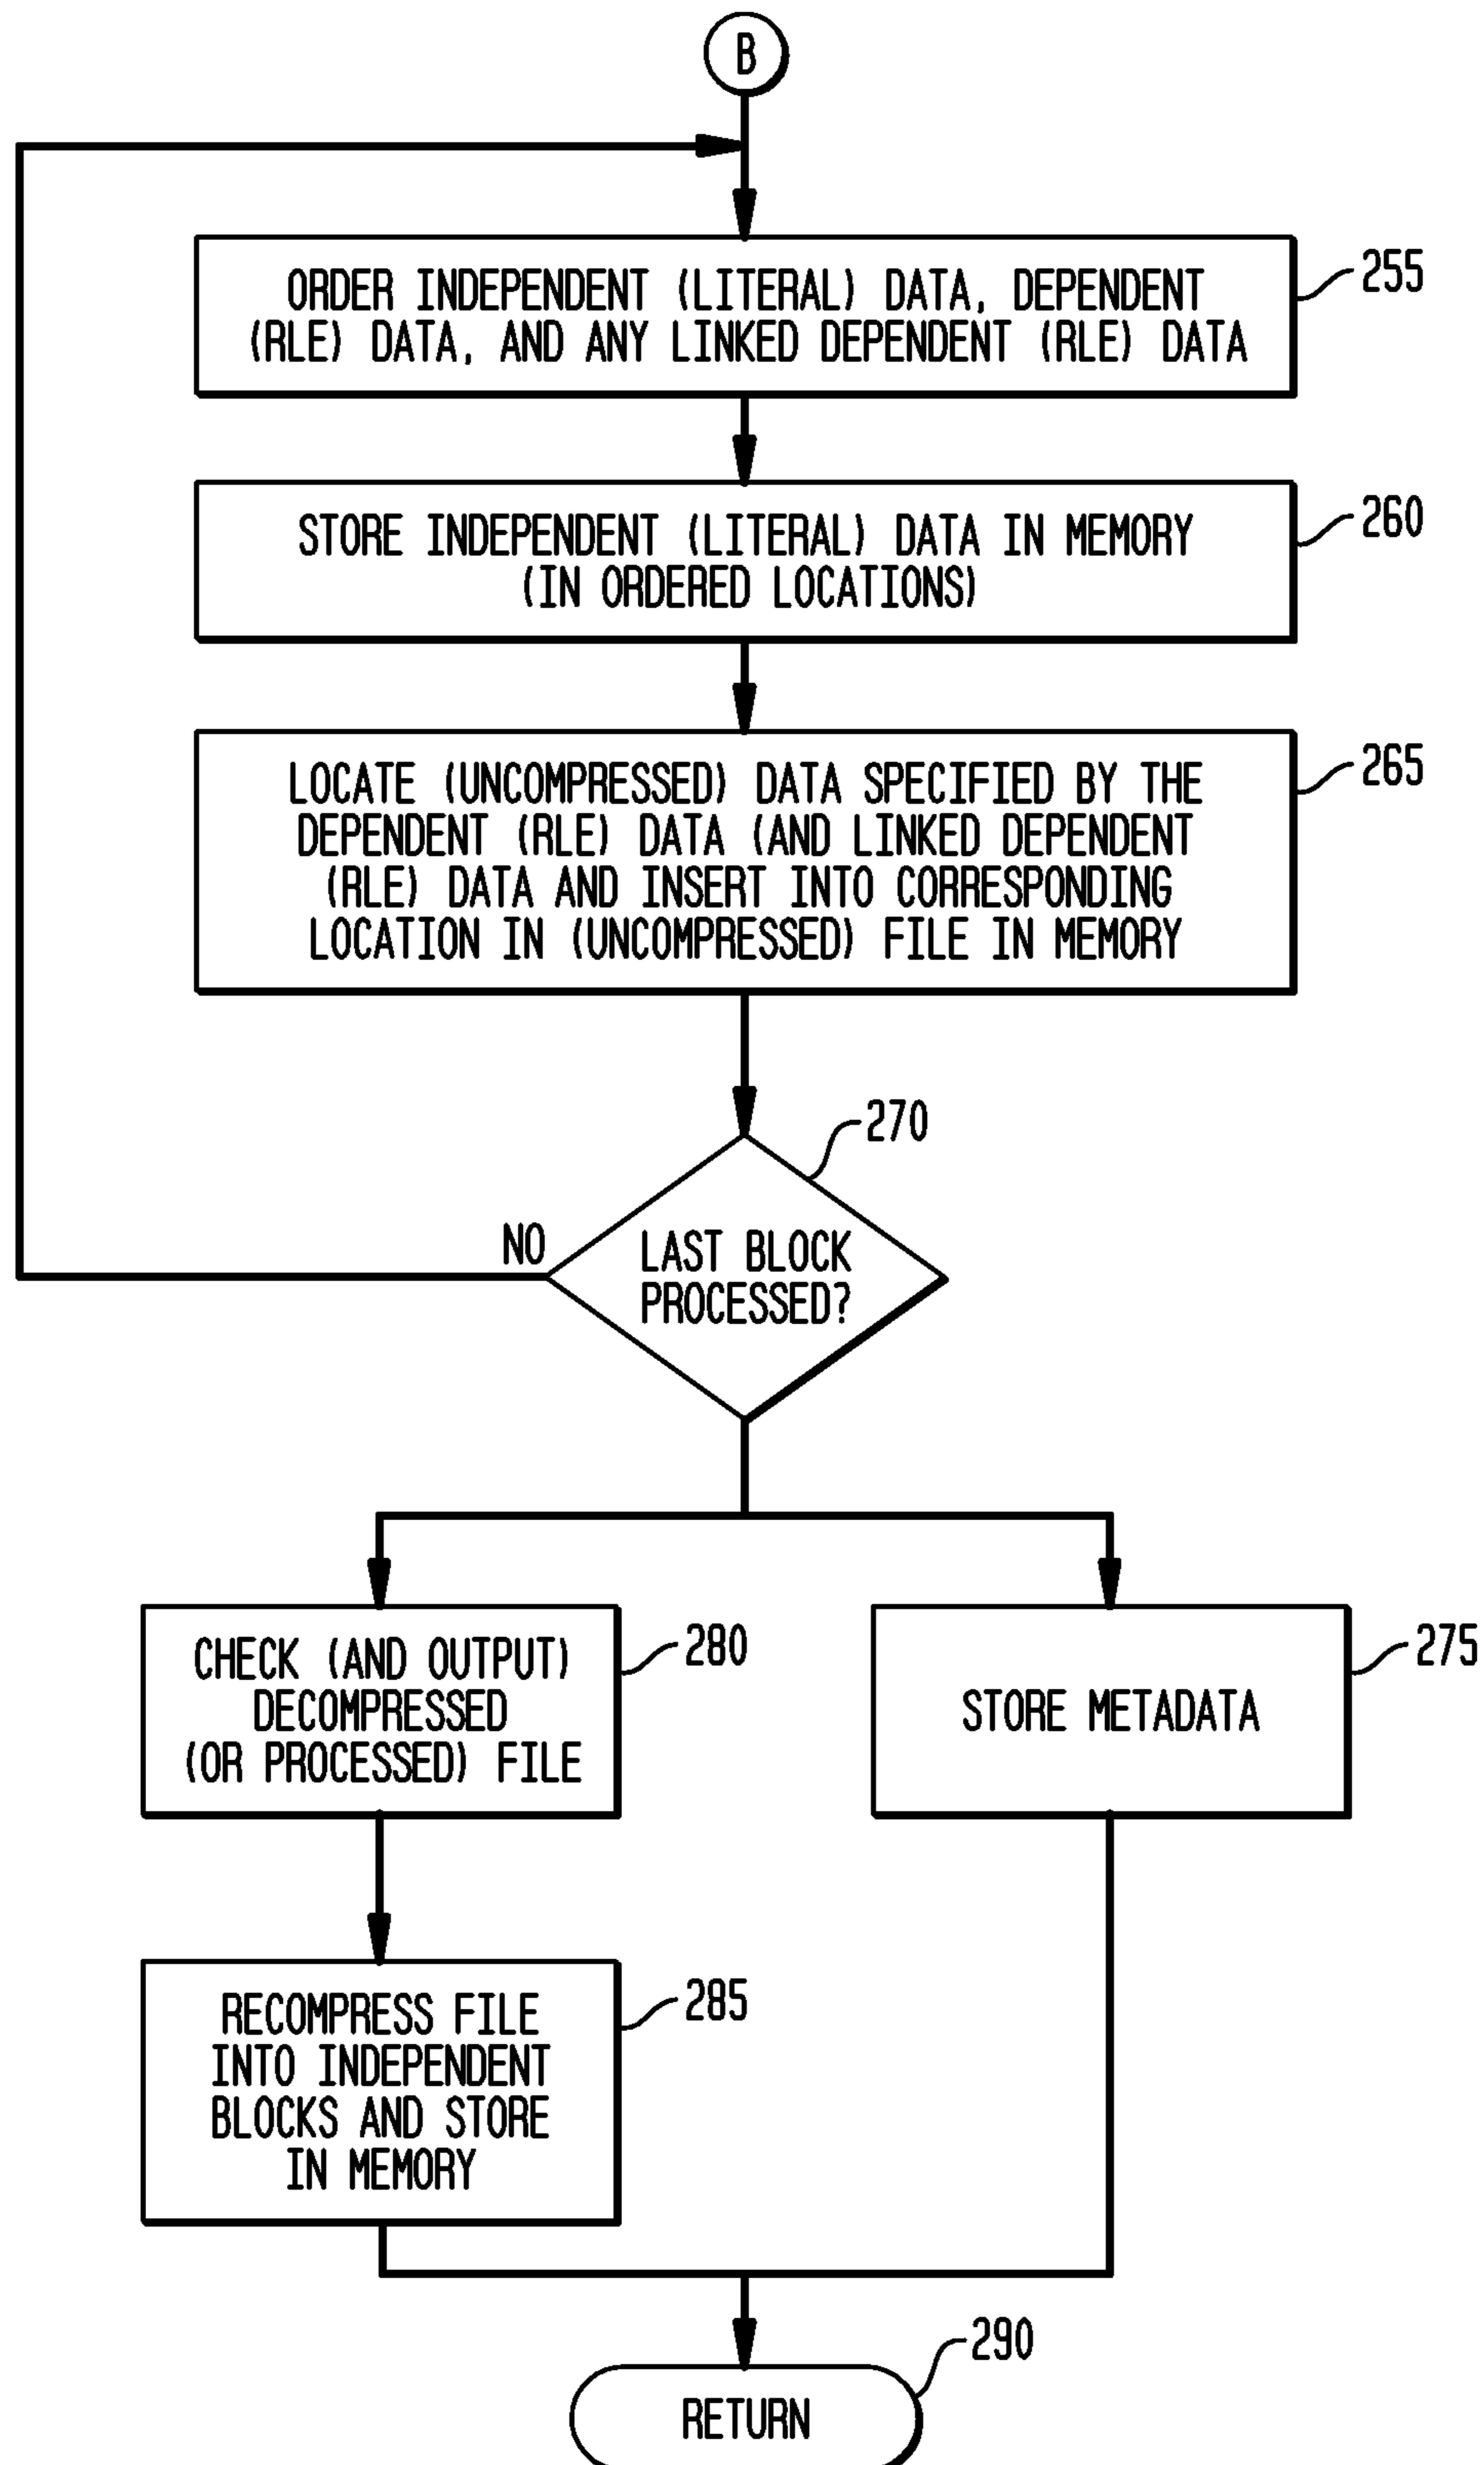 B
ORDER INDEPENDENT (LITERAL) DATA, DEPENDENT
(RLE) DATA, AND ANY LINKED DEPENDENT (RLE) DATA
255
STORE INDEPENDENT (LITERAL) DATA IN MEMORY
(IN ORDERED LOCATIONS)
260
LOCATE (UNCOMPRESSED) DATA SPECIFIED BY THE
DEPENDENT (RLE) DATA (AND LINKED DEPENDENT
(RLE) DATA AND INSERT INTO CORRESPONDING
LOCATION IN (UNCOMPRESSED) FILE IN MEMORY
265
270
NO
LAST BLOCK
PROCESSED?
CHECK (AND OUTPUT)
DECOMPRESSED
(OR PROCESSED) FILE
280
STORE METADATA
275
RECOMPRESS FILE
INTO INDEPENDENT
BLOCKS AND STORE
IN MEMORY
285
290
RETURN